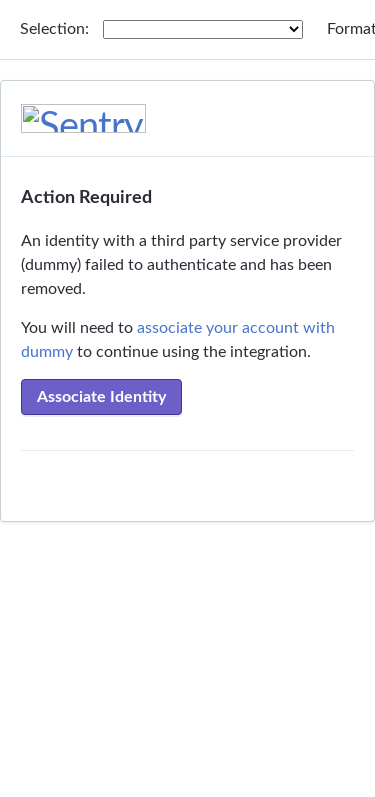 Selection:
Format
Sentry
Action Required
An identity with a third party service provider
(dummy) failed to authenticate and has been
removed.
You will need to associate your account with
dummy to continue using the integration.
Associate Identity